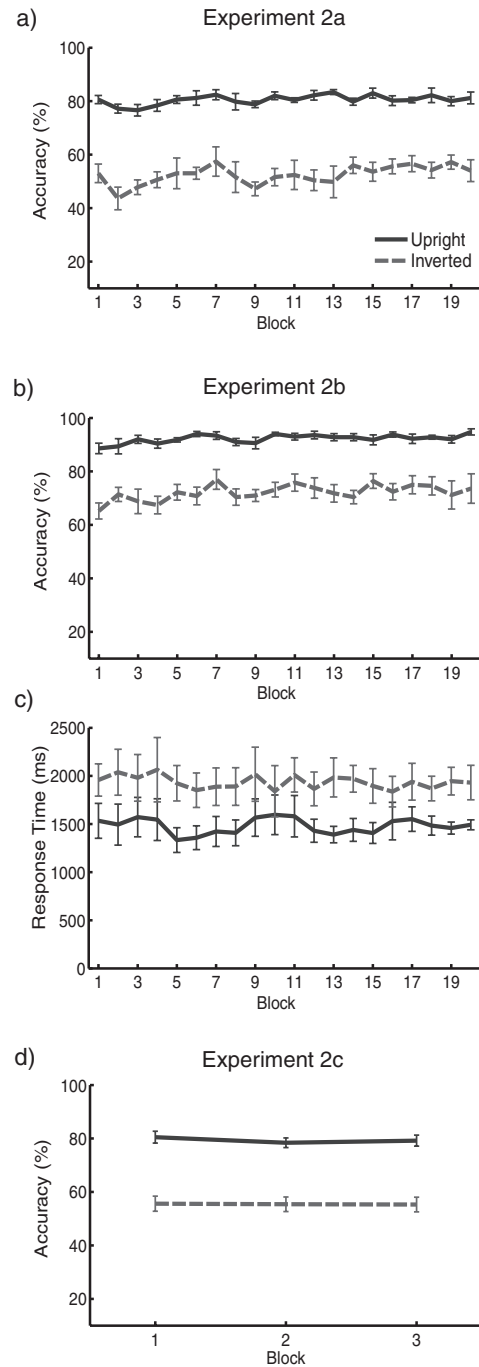 a)
Experiment 2a
Accuracy (%)
100
80
60
40
20
Upright
Inverted
1 3 5 7 9 11 13 15 17 19
Block
b)
Experiment 2b
Accuracy (%)
100
80
60
40
20
1 3 5 7 9 11 13 15 17 19
Block
c)
Response Time (ms)
2500
2000
1500
1000
500
0
1 3 5 7 9 11 13 15 17 19
Block
d)
Experiment 2c
Accuracy (%)
100
80
60
40
20
1 2 3
Block